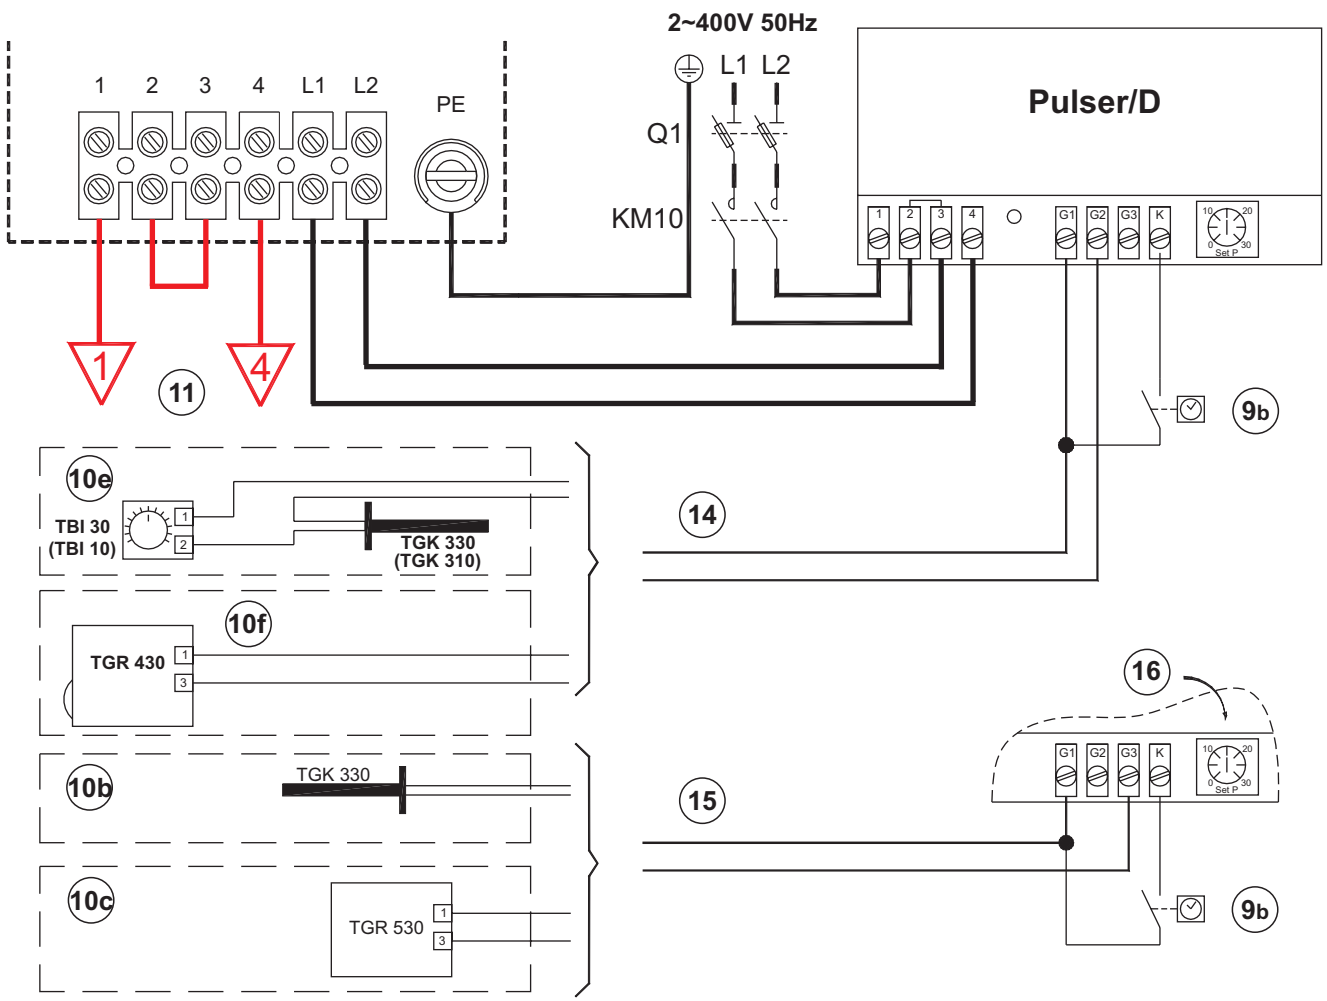 2~400V 50Hz
1 2 3 4 L1 L2
PE
L1 L2
Q1
KM10
Pulser/D
1 2 3 4
G1 G2 G3 K
10 20
0 30
Set P
1
4
11
9b
10e
TBI 30
(TBI 10)
1
2
TGK 330
(TGK 310)
14
10f
TGR 430
1
3
16
G1 G2 G3 K
10 20
0 30
Set P
10b
TGK 330
15
10c
TGR 530
1
3
9b